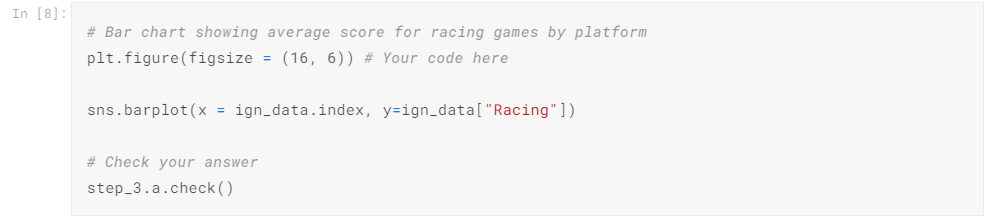 In [8]:
# Bar chart showing average score for racing games by platform
plt.figure(figsize = (16, 6)) # Your code here
sns.barplot(x = ign_data.index, y=ign_data["Racing"])
# Check your answer
step_3.a.check()